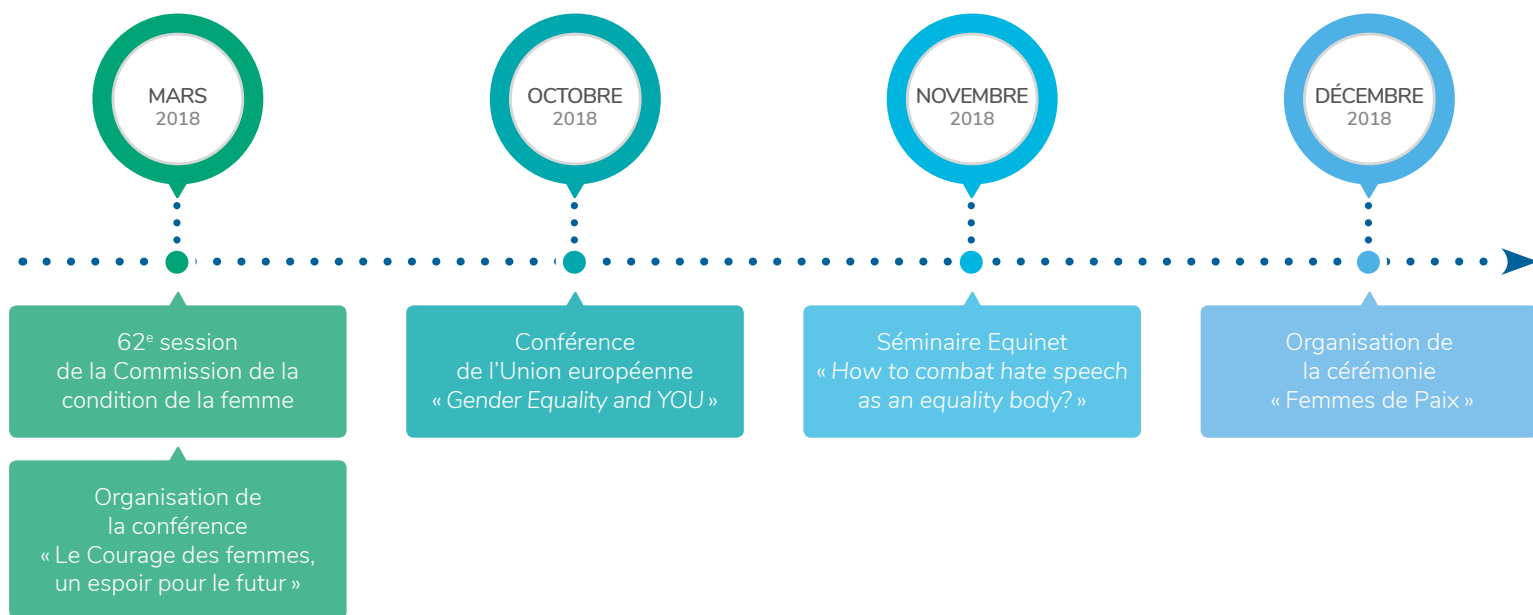 MARS
2018
62e session
de la Commission de la
condition de la femme
Organisation de
la conférence
« Le Courage des femmes,
un espoir pour le futur »
OCTOBRE
2018
Conférence
de l’Union européenne
« Gender Equality and YOU »
NOVEMBRE
2018
Séminaire Equinet
« How to combat hate speech
as an equality body? »
DÉCEMBRE
2018
Organisation de
la cérémonie
« Femmes de Paix »